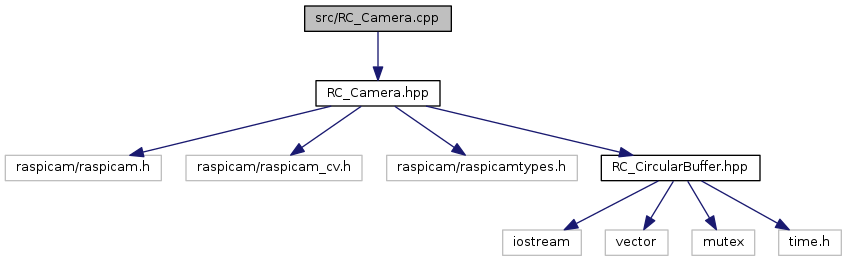 src/RC_Camera.cpp
RC_Camera.hpp
raspicam/raspicam.h
raspicam/raspicam_cv.h
raspicam/raspicamtypes.h
RC_CircularBuffer.hpp
iostream
vector
mutex
time.h